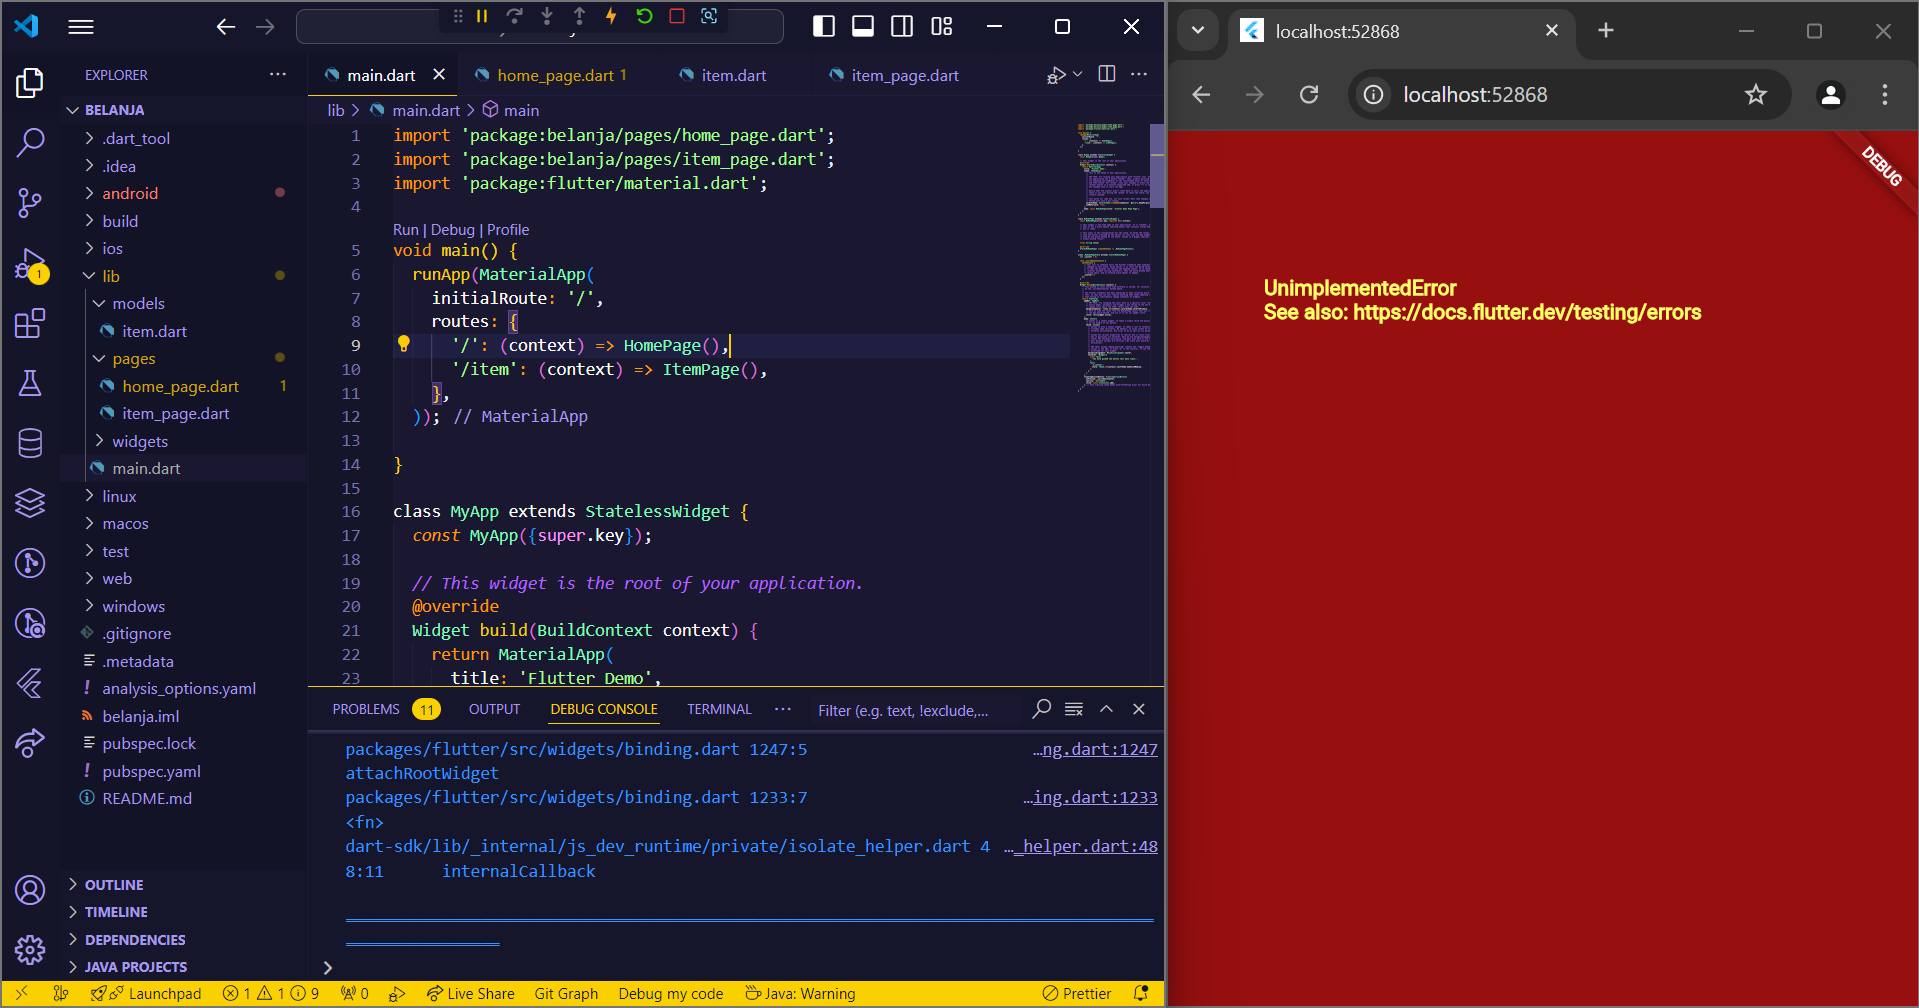 EXPLORER
BELANJA
.dart_tool
.idea
android
build
ios
lib
models
item.dart
pages
home_page.dart 1
item_page.dart
widgets
main.dart
linux
macos
test
web
windows
.gitignore
.metadata
analysis_options.yaml
belanja.iml
pubspec.lock
pubspec.yaml
README.md
OUTLINE
TIMELINE
DEPENDENCIES
JAVA PROJECTS
1
main.dart
home_page.dart 1
item.dart
item_page.dart
lib > main.dart > main
1 import 'package:belanja/pages/home_page.dart';
2 import 'package:belanja/pages/item_page.dart';
3 import 'package:flutter/material.dart';
4
Run | Debug | Profile
5 void main() {
6 runApp(MaterialApp(
7 initialRoute: '/',
8 routes: {
9 '/': (context) => HomePage(),
10 '/item': (context) => ItemPage(),
11 },
12 )); // MaterialApp
13
14 }
15
16 class MyApp extends StatelessWidget {
17 const MyApp({super.key});
18
19 // This widget is the root of your application.
20 @override
21 Widget build(BuildContext context) {
22 return MaterialApp(
23 title: 'Flutter Demo',
PROBLEMS 11 OUTPUT DEBUG CONSOLE TERMINAL ··· Filter (e.g. text, !exclude,...
packages/flutter/src/widgets/binding.dart 1247:5 …ng.dart:1247
attachRootWidget
packages/flutter/src/widgets/binding.dart 1233:7 …ing.dart:1233
<fn>
dart-sdk/lib/_internal/js_dev_runtime/private/isolate_helper.dart 4 …_helper.dart:48
8:11 internalCallback
Launchpad 1 1 9 0 Live Share Git Graph Debug my code Java: Warning Prettier
localhost:52868
localhost:52868
DEBUG
UnimplementedError
See also: https://docs.flutter.dev/testing/errors